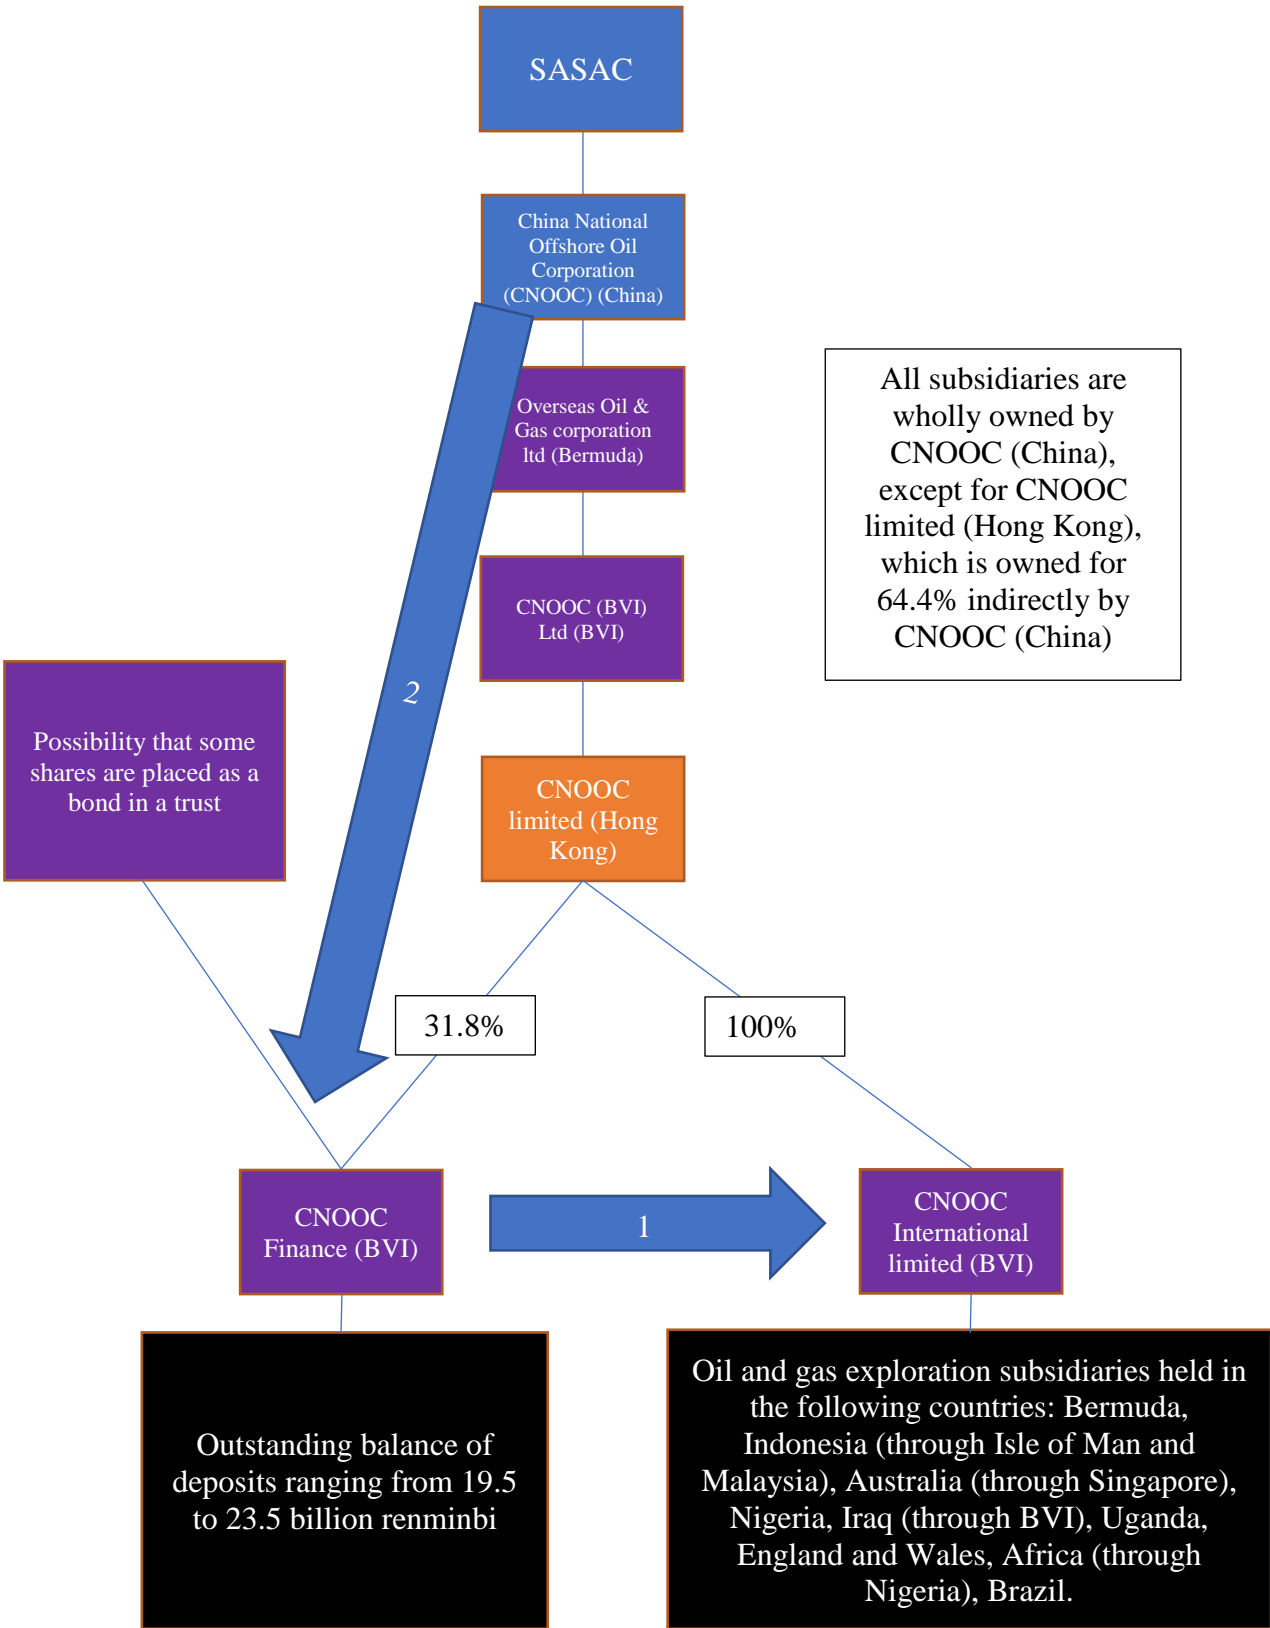 SASAC
China National
Offshore Oil
Corporation
(CNOOC) (China)
Overseas Oil &
Gas corporation
ltd (Bermuda)
All subsidiaries are
wholly owned by
CNOOC (China),
except for CNOOC
limited (Hong Kong),
which is owned for
64.4% indirectly by
CNOOC (China)
CNOOC (BVI)
Ltd (BVI)
2
Possibility that some
shares are placed as a
bond in a trust
CNOOC
limited (Hong
Kong)
31.8%
100%
CNOOC
Finance (BVI)
1
CNOOC
International
limited (BVI)
Outstanding balance of
deposits ranging from 19.5
to 23.5 billion renminbi
Oil and gas exploration subsidiaries held in
the following countries: Bermuda,
Indonesia (through Isle of Man and
Malaysia), Australia (through Singapore),
Nigeria, Iraq (through BVI), Uganda,
England and Wales, Africa (through
Nigeria), Brazil.